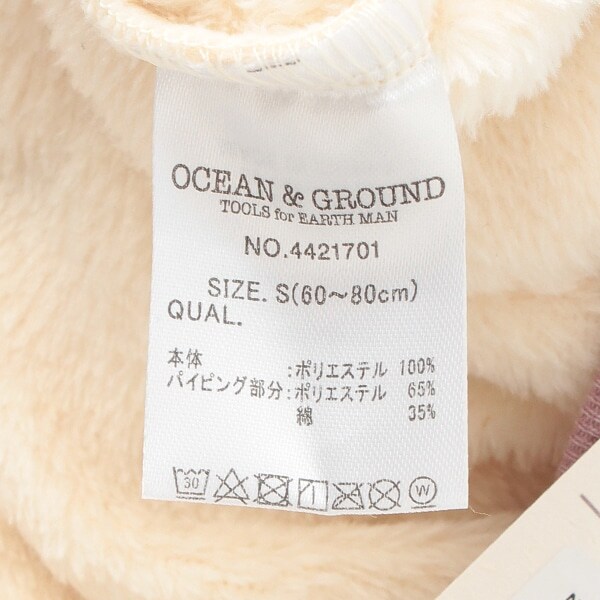 OCEAN & GROUND
TOOLS for EARTH MAN
NO.4421701
SIZE. S(60～80cm)
QUAL.
本体 :ポリエステル 100%
パイピング部分:ポリエステル 65%
綿 35%
30
W